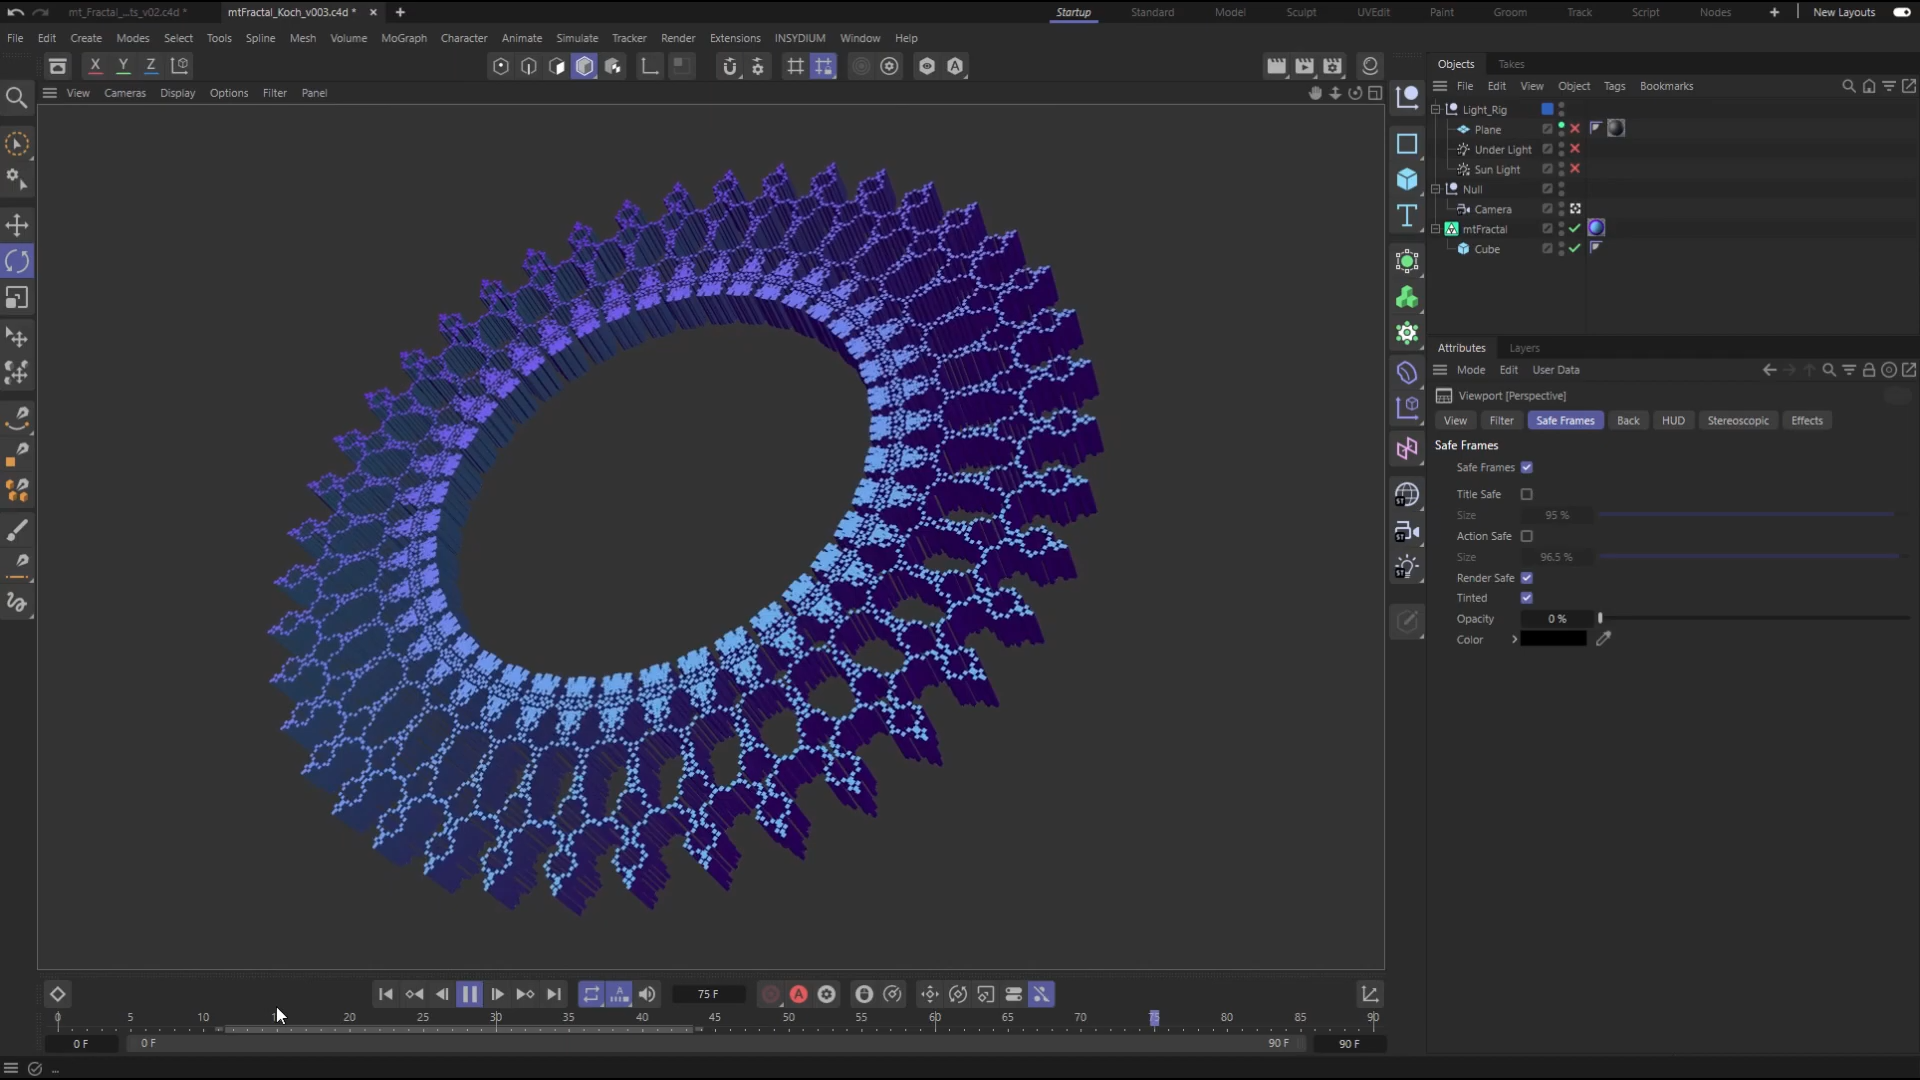 mt_Fractal_...ts_v02.c4d *
mtFractal_Koch_v003.c4d *
Startup Standard Model Sculpt UVEdit Paint Groom Track Script Nodes New Layouts
File Edit Create Modes Select Tools Spline Mesh Volume MoGraph Character Animate Simulate Tracker Render Extensions INSYDIUM Window Help
X Y Z
View Cameras Display Options Filter Panel
Objects Takes
File Edit View Object Tags Bookmarks
Light_Rig
Plane
Under Light
Sun Light
Null
Camera
mtFractal
Cube
Attributes Layers
Mode Edit User Data
Viewport [Perspective]
View Filter Safe Frames Back HUD Stereoscopic Effects
Safe Frames
Safe Frames
Title Safe
Size 95 %
Action Safe
Size 96.5 %
Render Safe
Tinted
Opacity 0 %
Color
75 F
0 5 10 20 25 30 35 40 45 50 55 60 65 70 75 80 85 90
0 F 0 F 90 F 90 F
...